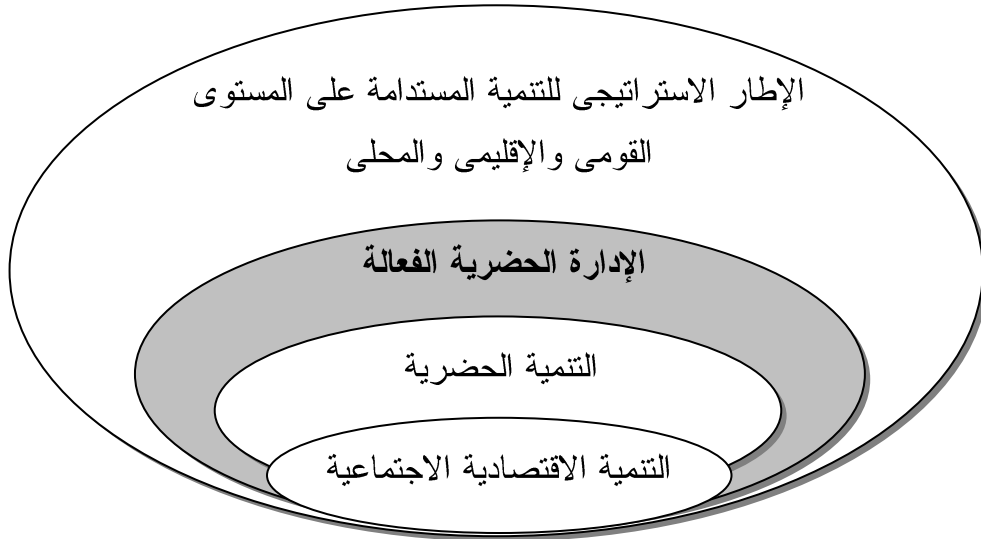 الإطار الاستراتيجى للتنمية المستدامة على المستوى
القومى والإقليمى والمحلى
الإدارة الحضرية الفعالة
التنمية الحضرية
التنمية الاقتصادية الاجتماعية